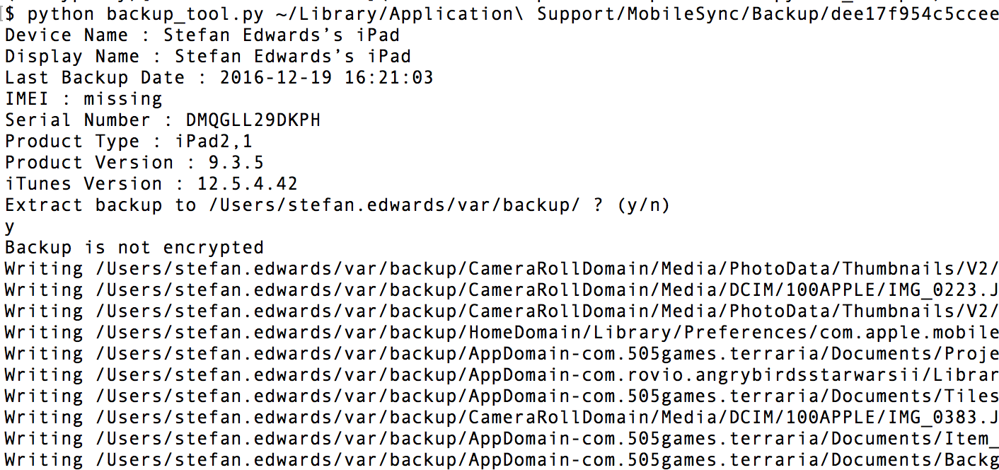 $ python backup_tool.py ~/Library/Application\ Support/MobileSync/Backup/dee17f954c5ccee
Device Name : Stefan Edwards’s iPad
Display Name : Stefan Edwards’s iPad
Last Backup Date : 2016-12-19 16:21:03
IMEI : missing
Serial Number : DMQGLL29DKPH
Product Type : iPad2,1
Product Version : 9.3.5
iTunes Version : 12.5.4.42
Extract backup to /Users/stefan.edwards/var/backup/ ? (y/n)
y
Backup is not encrypted
Writing /Users/stefan.edwards/var/backup/CameraRollDomain/Media/PhotoData/Thumbnails/V2/
Writing /Users/stefan.edwards/var/backup/CameraRollDomain/Media/DCIM/100APPLE/IMG_0223.J
Writing /Users/stefan.edwards/var/backup/CameraRollDomain/Media/PhotoData/Thumbnails/V2/
Writing /Users/stefan.edwards/var/backup/HomeDomain/Library/Preferences/com.apple.mobile
Writing /Users/stefan.edwards/var/backup/AppDomain-com.505games.terraria/Documents/Proje
Writing /Users/stefan.edwards/var/backup/AppDomain-com.rovio.angrybirdsstarwarsii/Librar
Writing /Users/stefan.edwards/var/backup/AppDomain-com.505games.terraria/Documents/Tiles
Writing /Users/stefan.edwards/var/backup/CameraRollDomain/Media/DCIM/100APPLE/IMG_0383.J
Writing /Users/stefan.edwards/var/backup/AppDomain-com.505games.terraria/Documents/Item_
Writing /Users/stefan.edwards/var/backup/AppDomain-com.505games.terraria/Documents/Backg